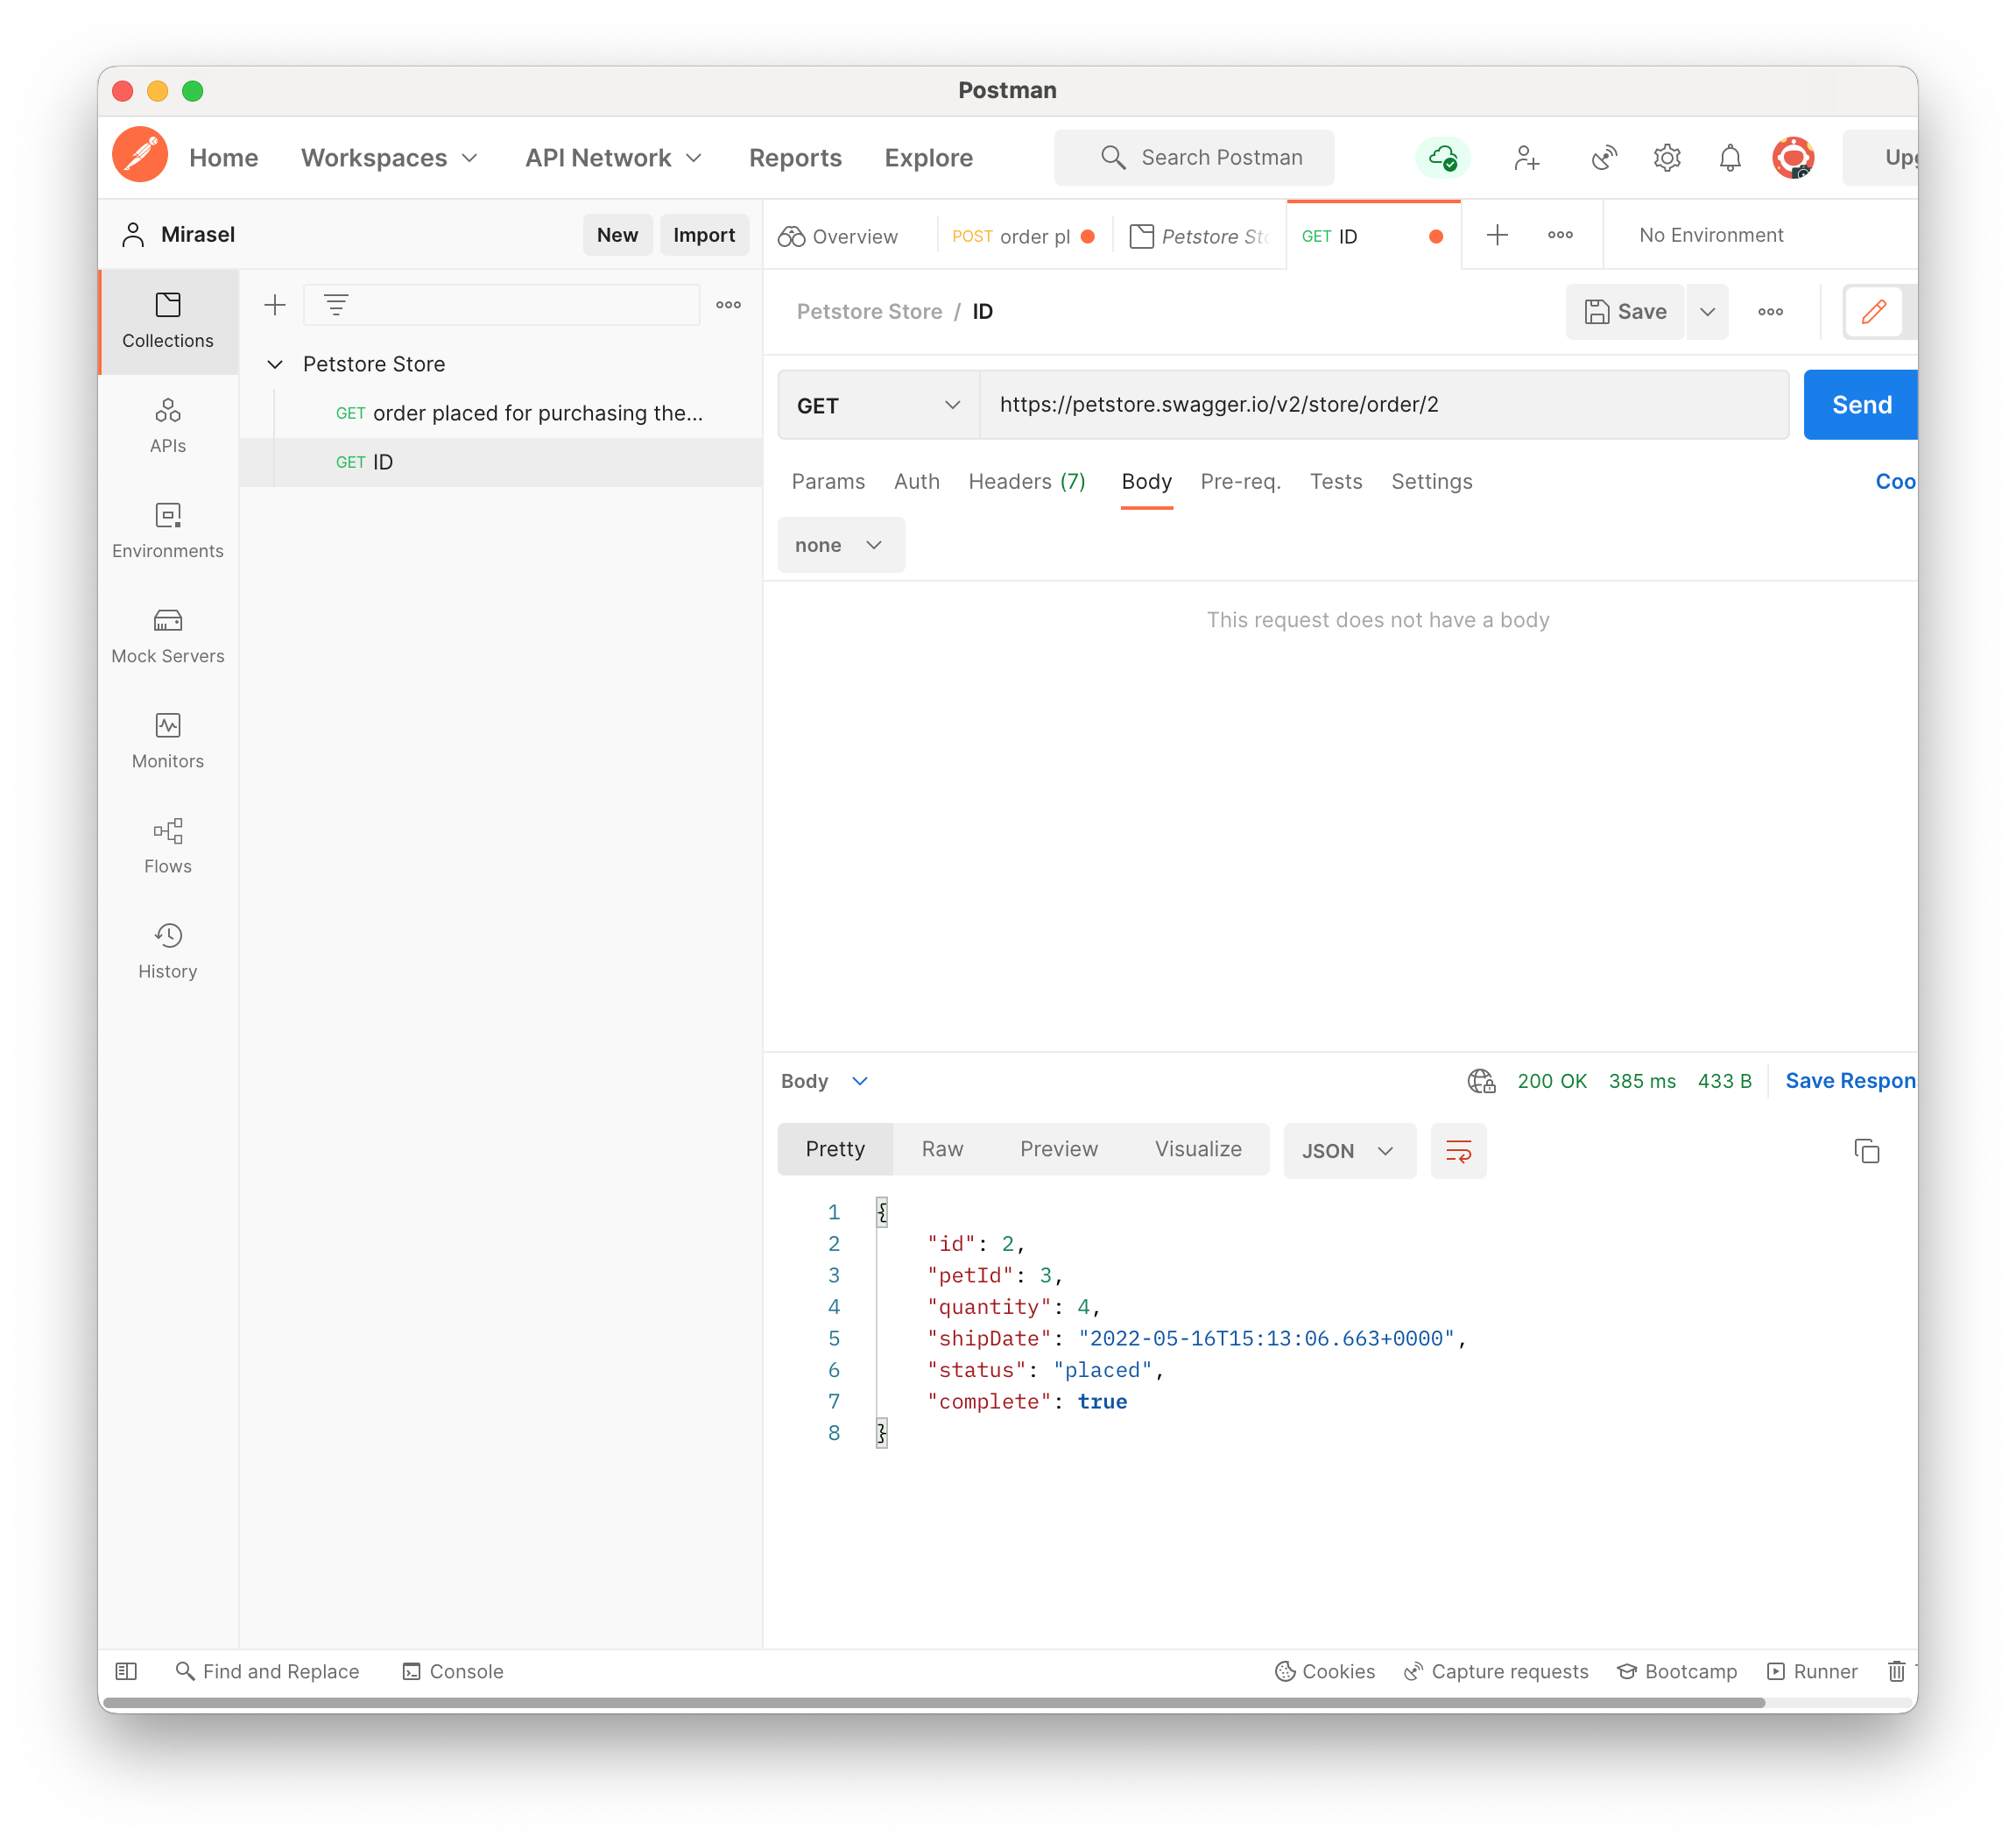 Postman
Home Workspaces API Network Reports Explore Search Postman Upg
Mirasel New Import Overview POST order pl Petstore Sto GET ID No Environment
Collections
APIs
Environments
Mock Servers
Monitors
Flows
History
Petstore Store
GET order placed for purchasing the...
GET ID
Petstore Store / ID Save
GET https://petstore.swagger.io/v2/store/order/2 Send
Params Auth Headers (7) Body Pre-req. Tests Settings Coo
none
This request does not have a body
Body 200 OK 385 ms 433 B Save Respon
Pretty Raw Preview Visualize JSON
1 {
2 "id": 2,
3 "petId": 3,
4 "quantity": 4,
5 "shipDate": "2022-05-16T15:13:06.663+0000",
6 "status": "placed",
7 "complete": true
8 }
Find and Replace Console Cookies Capture requests Bootcamp Runner